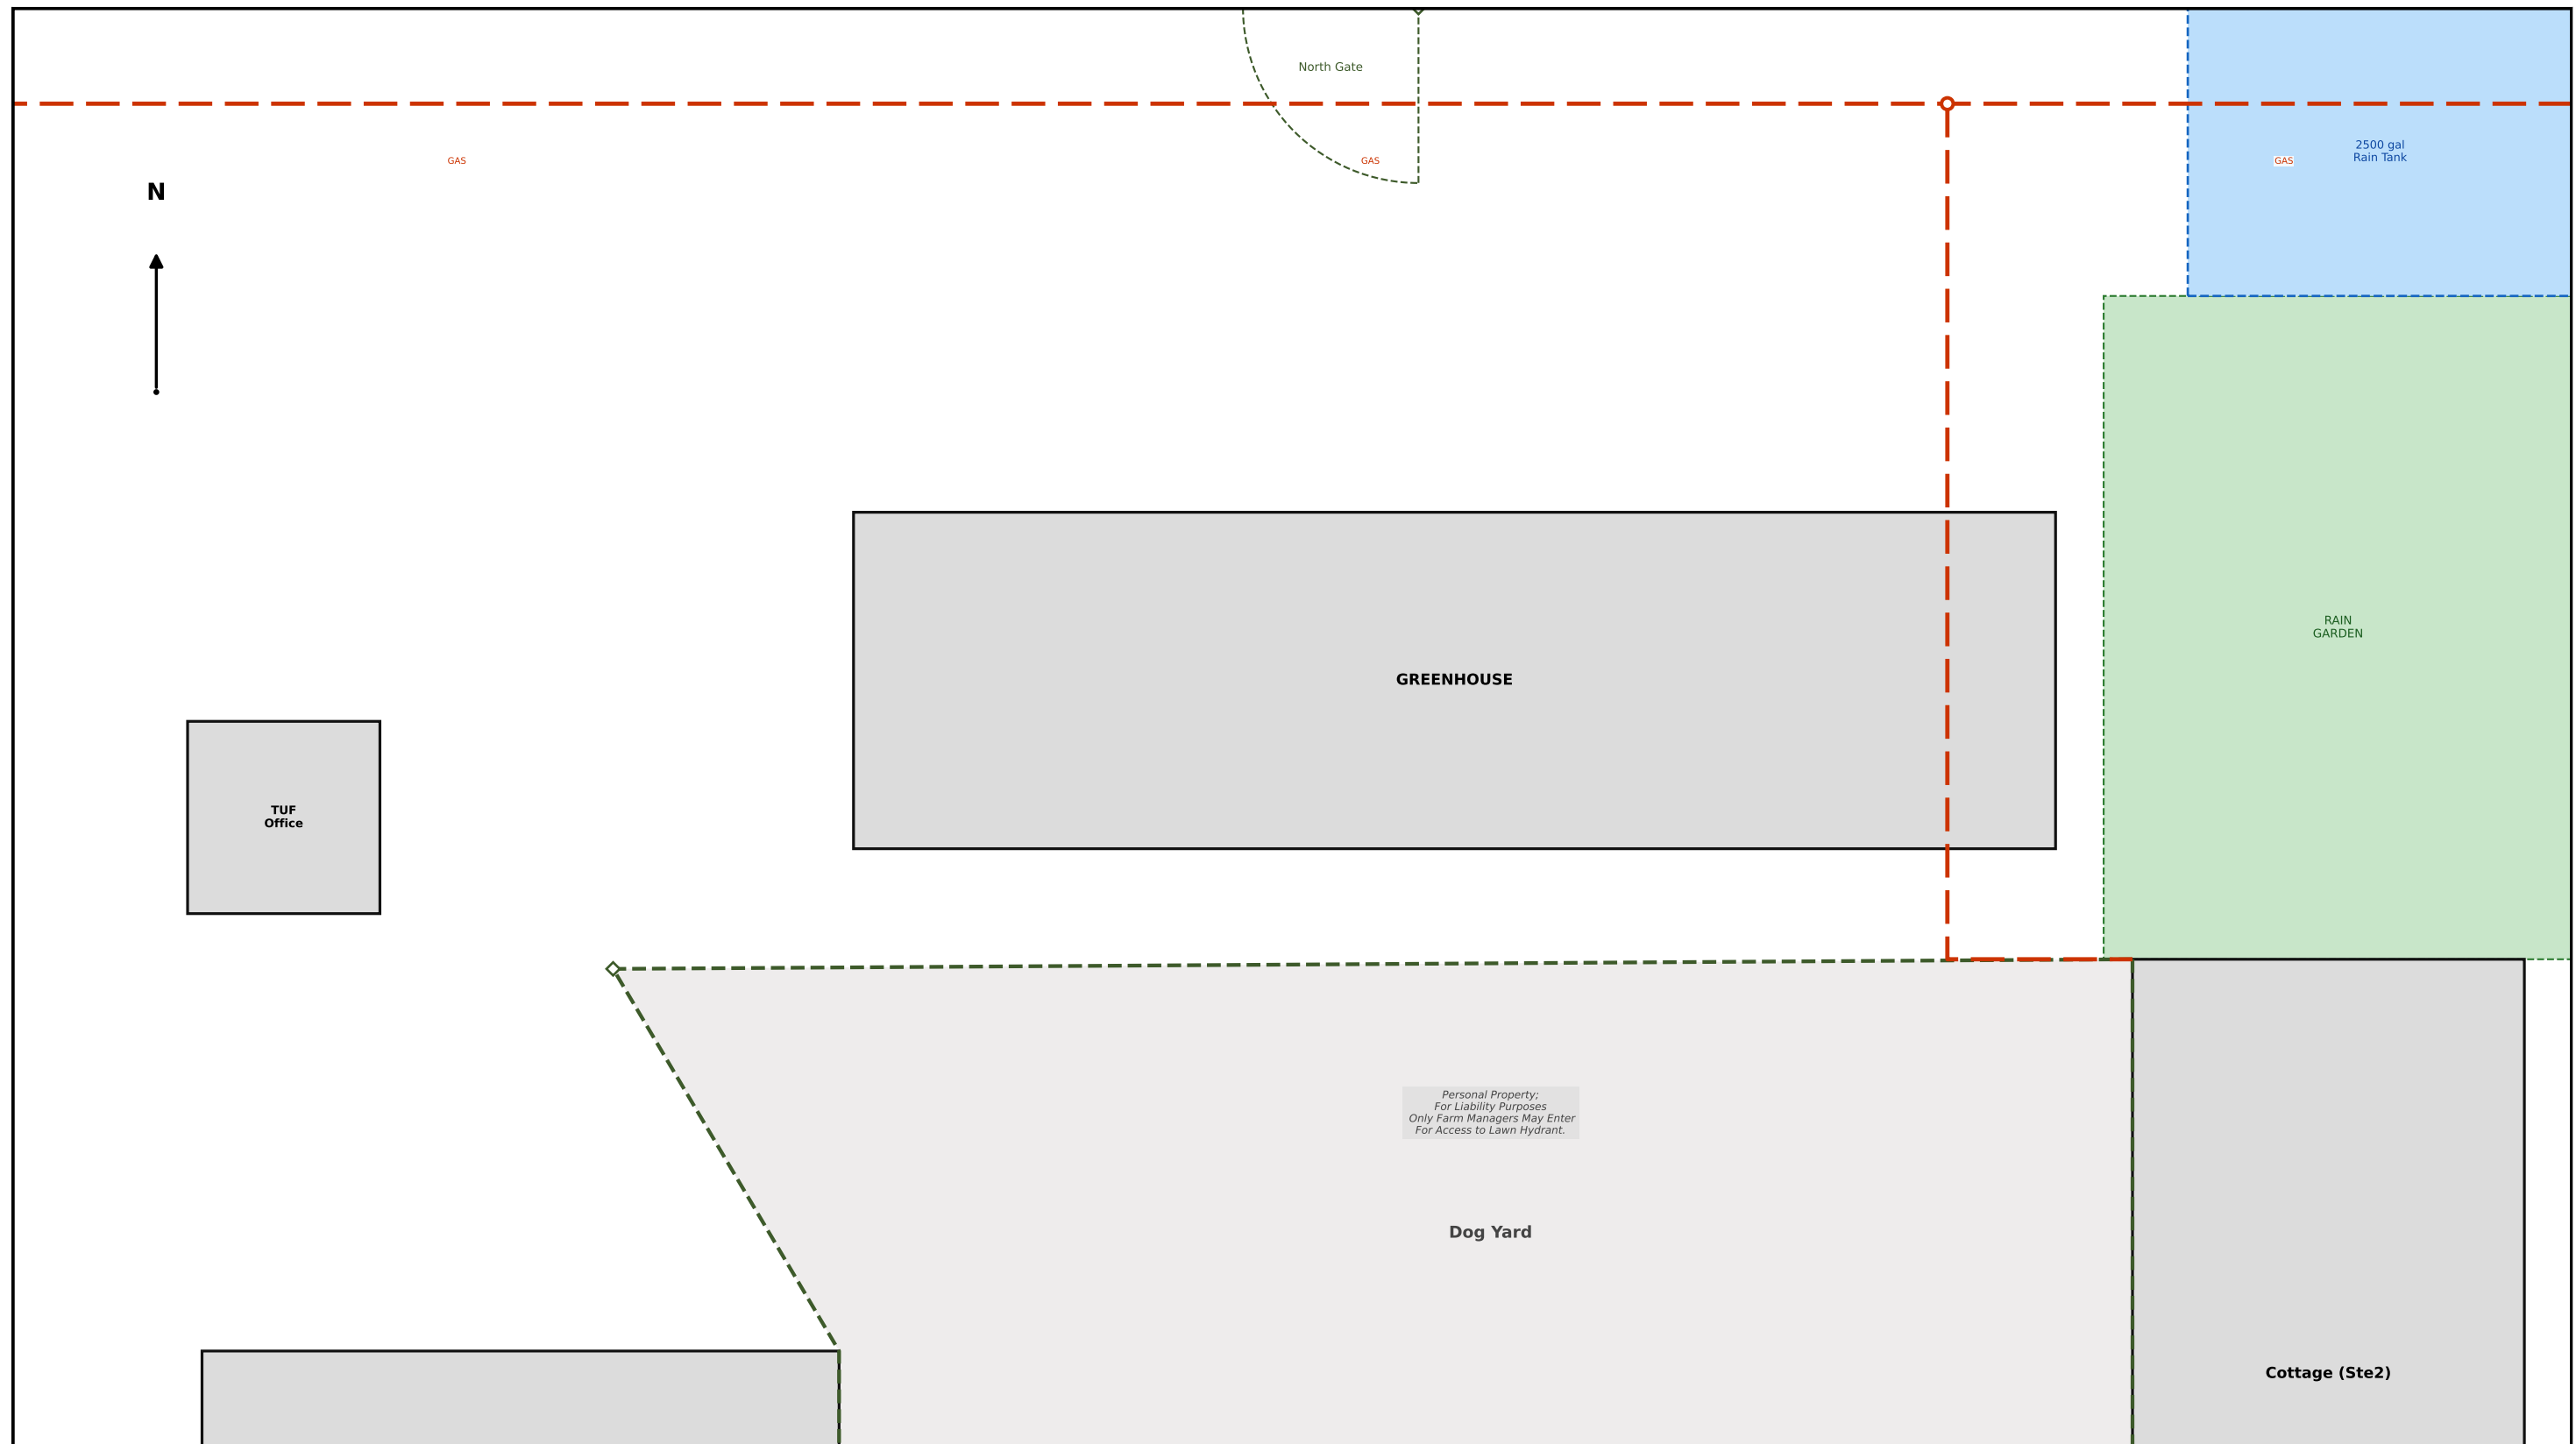 North Gate
2500 gal
Rain Tank
GAS
GAS
GAS
N
RAIN
GARDEN
GREENHOUSE
TUF
Office
Personal Property;
For Liability Purposes
Only Farm Managers May Enter
For Access to Lawn Hydrant.
Dog Yard
Cottage (Ste2)